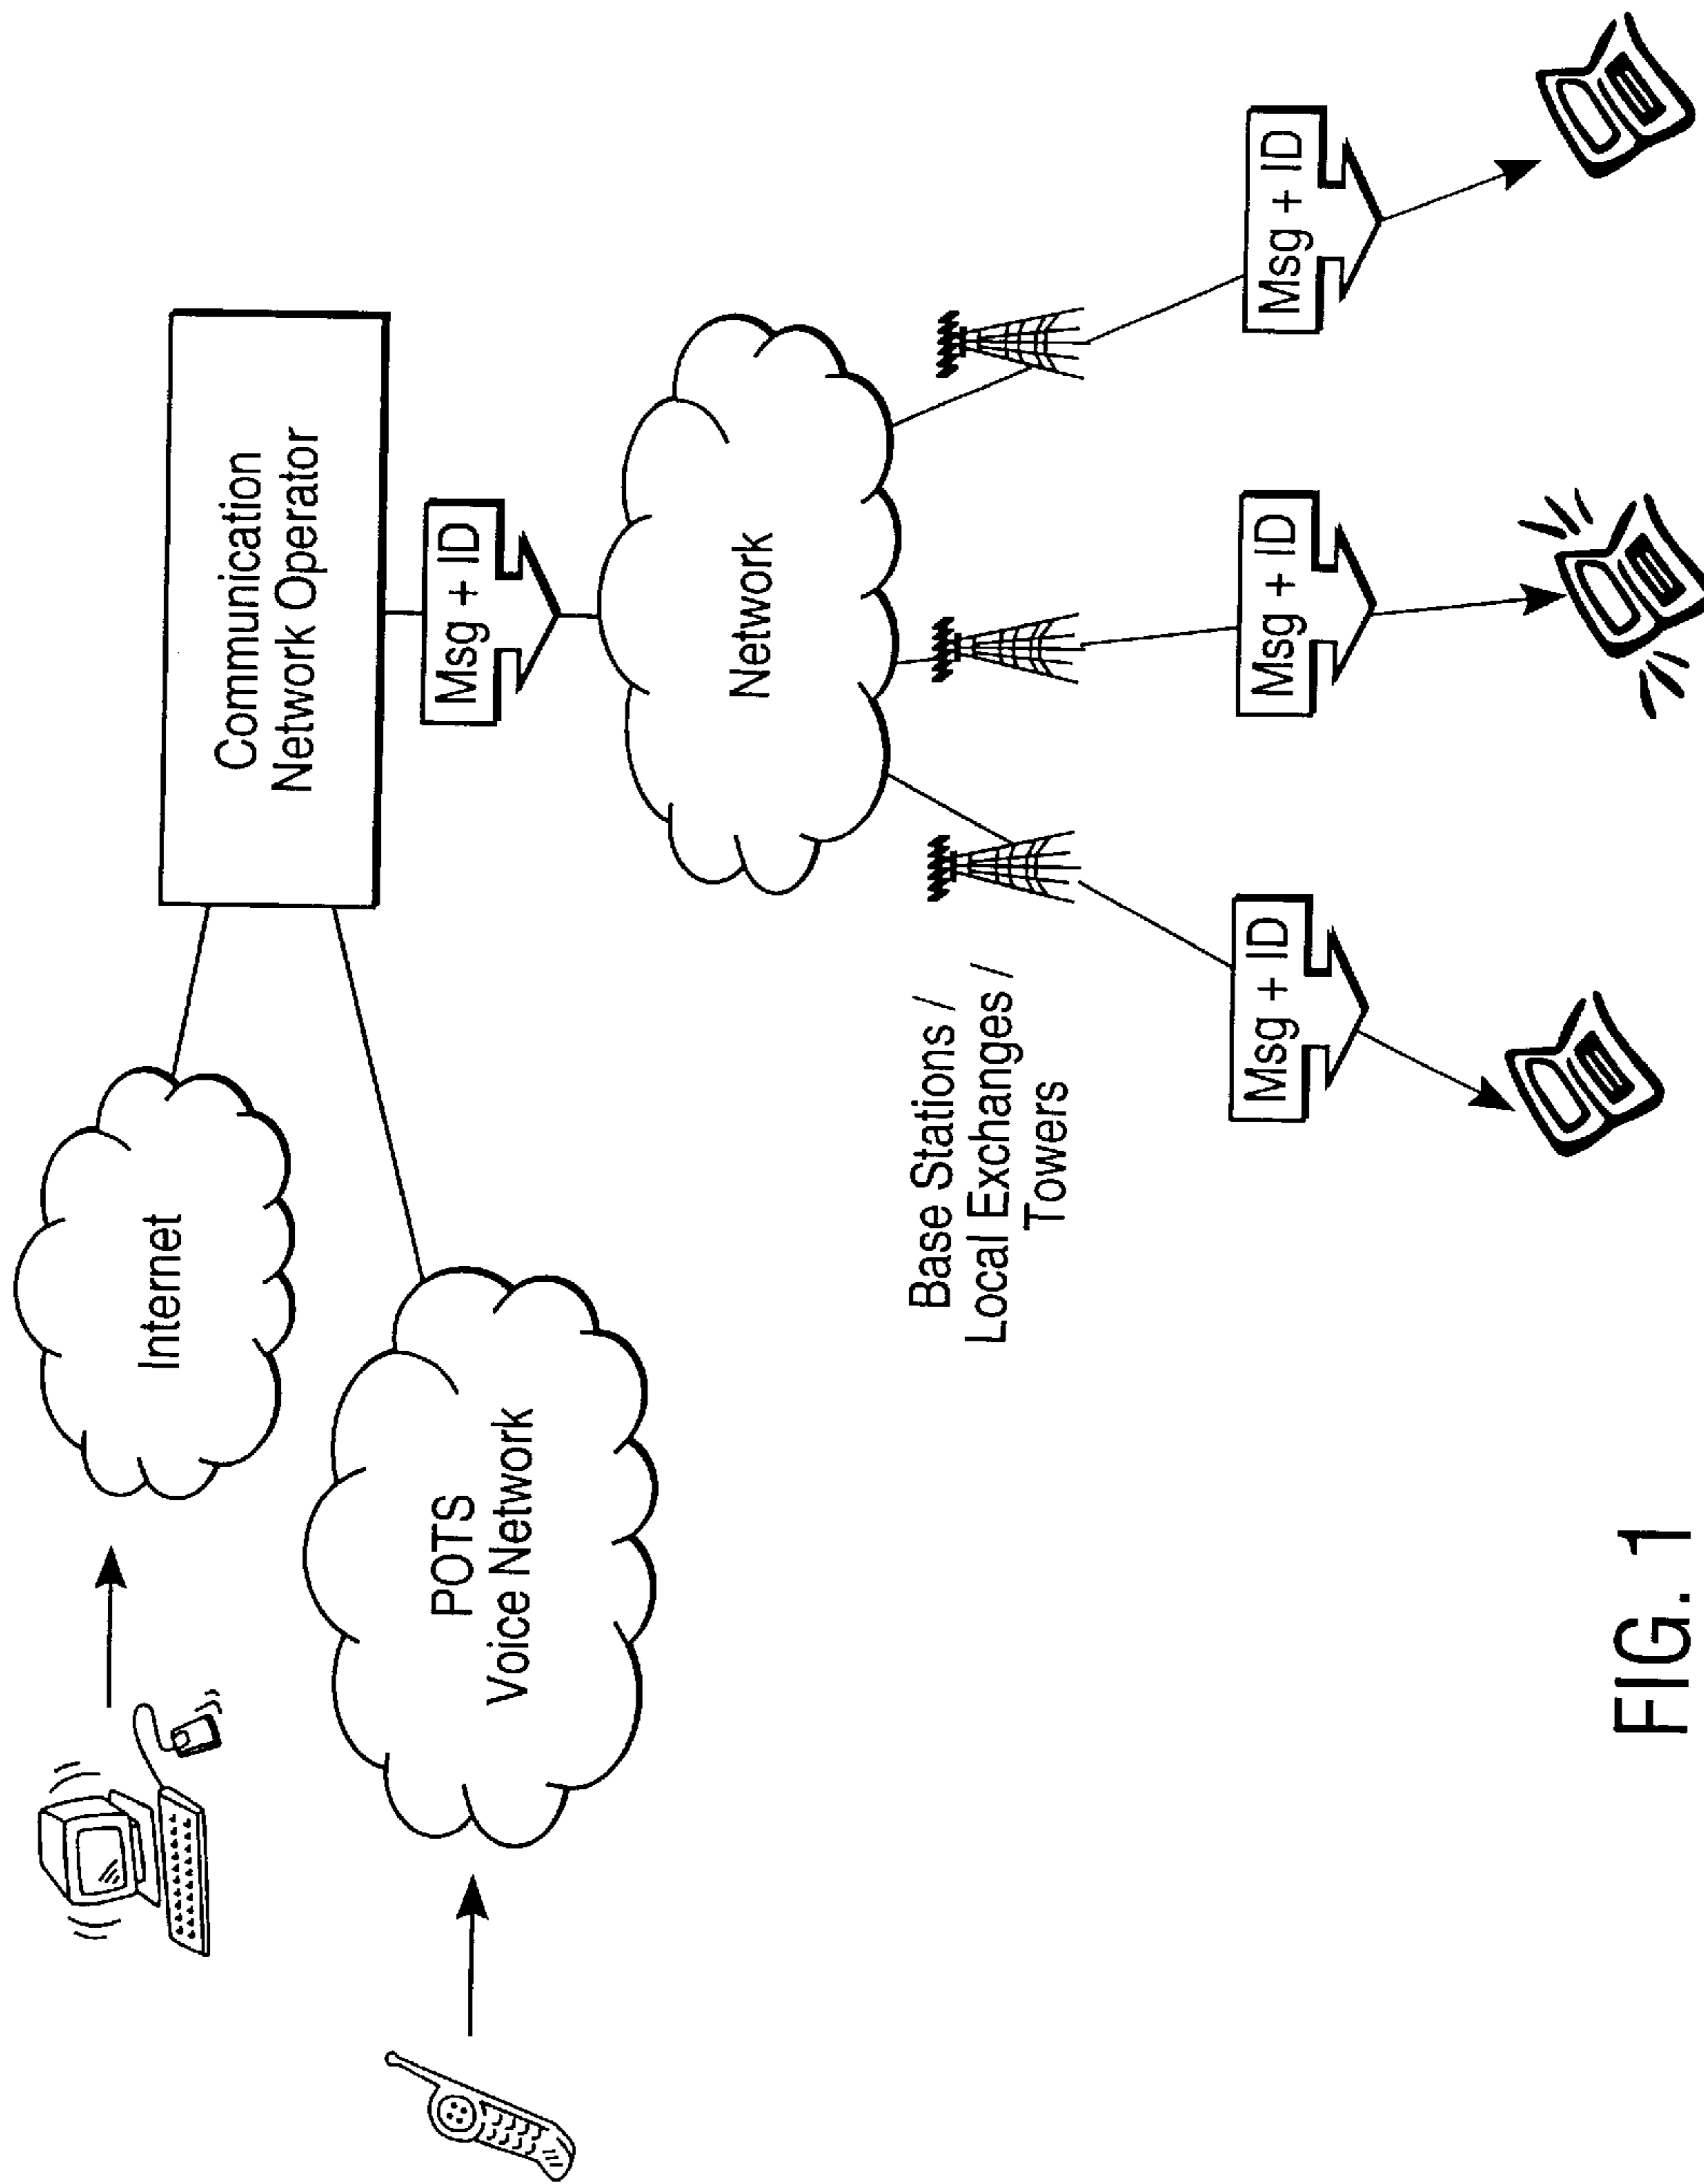 Internet
POTS
Voice Network
Communication
Network Operator
Msg + ID
Network
Base Stations /
Local Exchanges /
Towers
Msg + ID
Msg + ID
Msg + ID
FIG. 1